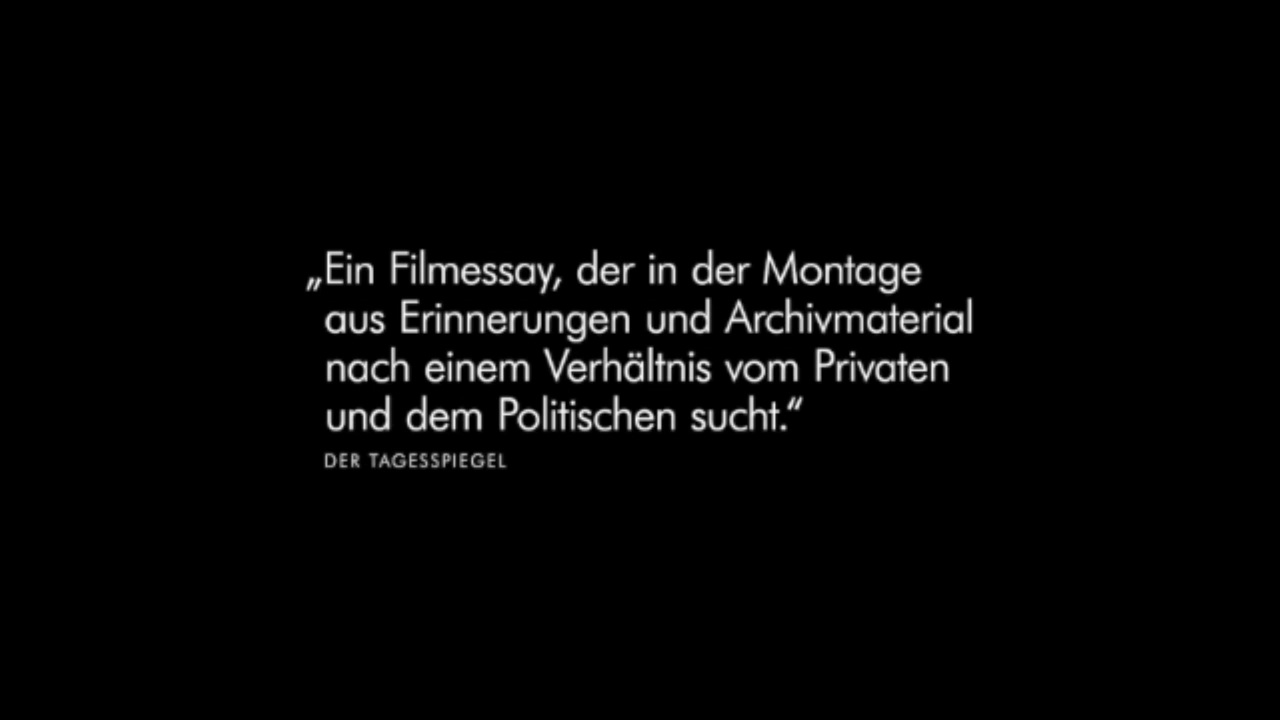 „Ein Filmessay, der in der Montage
aus Erinnerungen und Archivmaterial
nach einem Verhältnis vom Privaten
und dem Politischen sucht.“
DER TAGESSPIEGEL